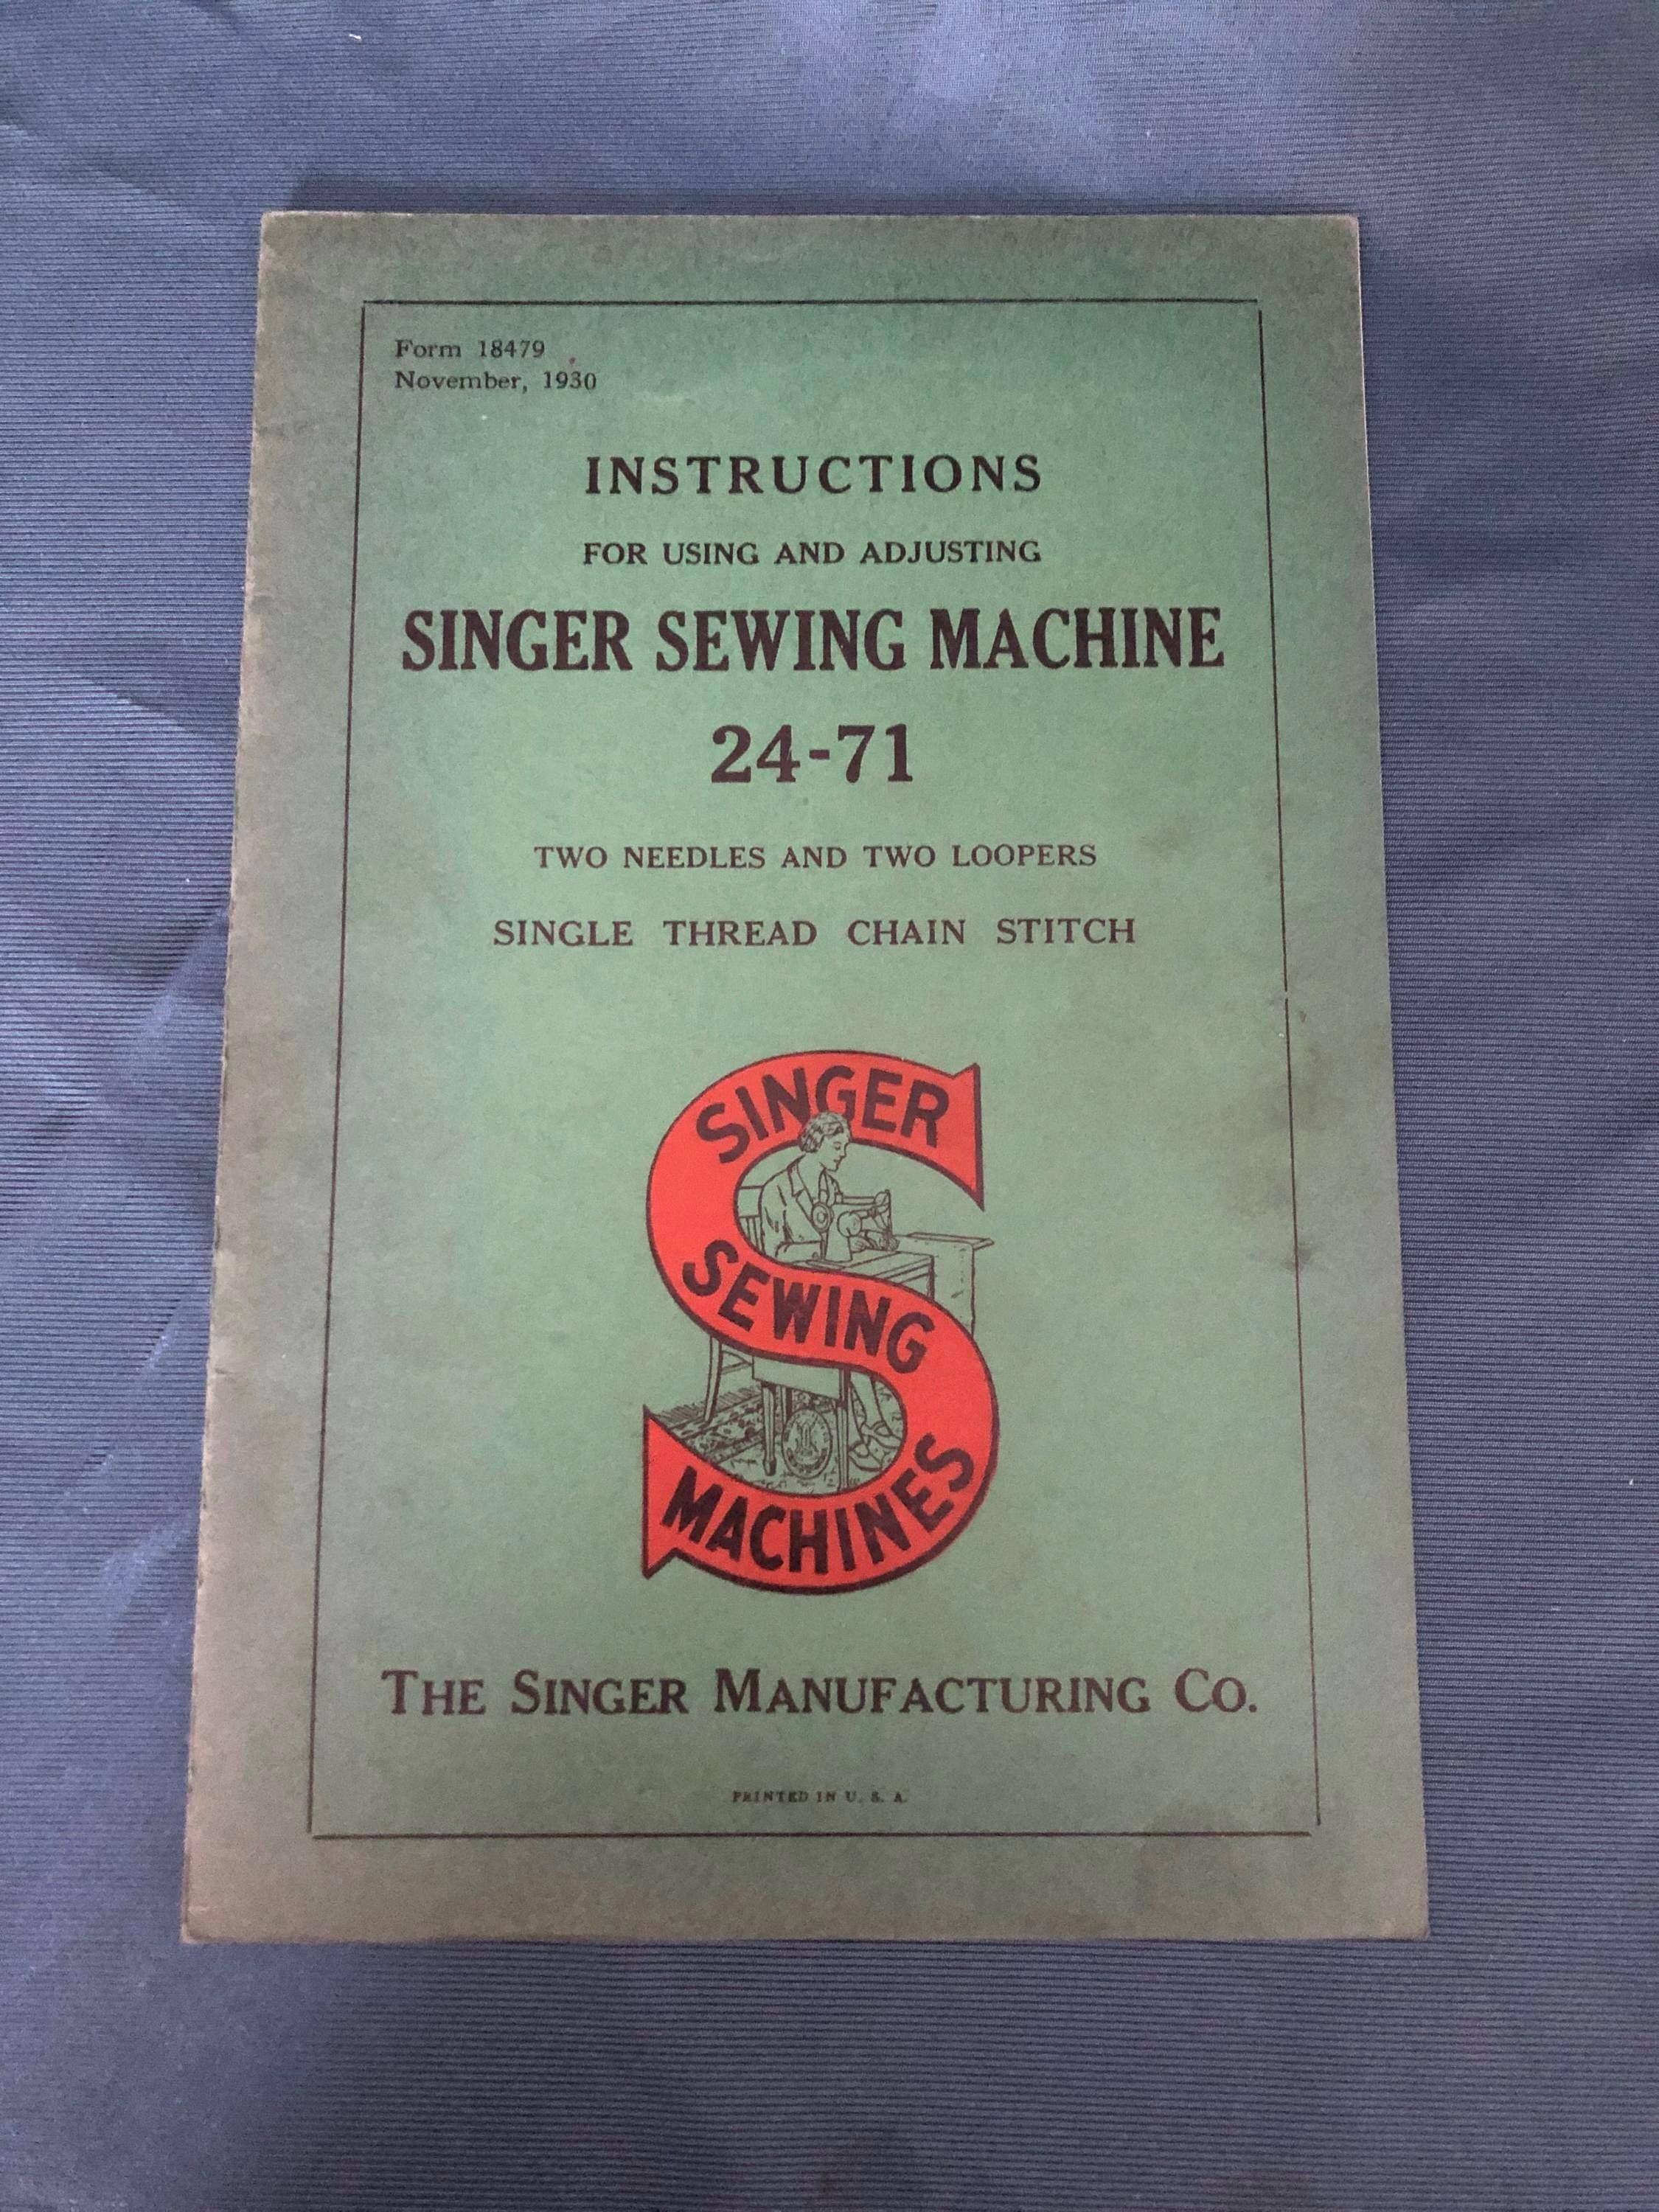 Form 18479
November, 1930
INSTRUCTIONS
FOR USING AND ADJUSTING
SINGER SEWING MACHINE
24-71
TWO NEEDLES AND TWO LOOPERS
SINGLE THREAD CHAIN STITCH
SINGER
SEWING
MACHINES
THE SINGER MANUFACTURING CO.
PRINTED IN U. S. A.